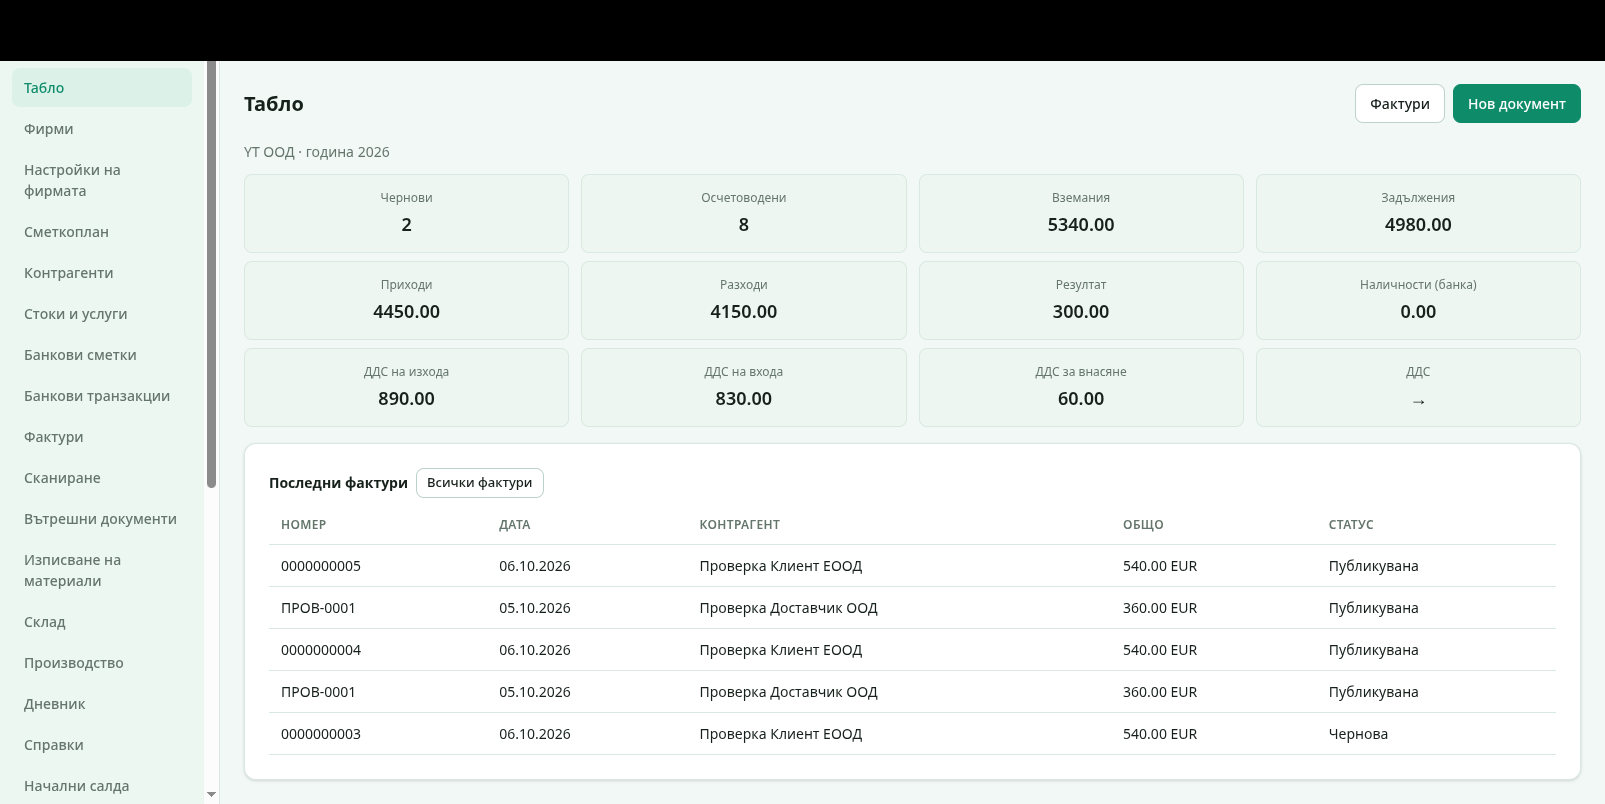 Табло
Фирми
Настройки на
фирмата
Сметкоплан
Контрагенти
Стоки и услуги
Банкови сметки
Банкови транзакции
Фактури
Сканиране
Вътрешни документи
Изписване на
материали
Склад
Производство
Дневник
Справки
Начални салда
Табло
Фактури
Нов документ
YT ООД · година 2026
Чернови
2
Осчетоводени
8
Вземания
5340.00
Задължения
4980.00
Приходи
4450.00
Разходи
4150.00
Резултат
300.00
Наличности (банка)
0.00
ДДС на изхода
890.00
ДДС на входа
830.00
ДДС за внасяне
60.00
ДДС
→
Последни фактури
Всички фактури
НОМЕР ДАТА КОНТРАГЕНТ ОБЩО СТАТУС
0000000005 06.10.2026 Проверка Клиент ЕООД 540.00 EUR Публикувана
ПРОВ-0001 05.10.2026 Проверка Доставчик ООД 360.00 EUR Публикувана
0000000004 06.10.2026 Проверка Клиент ЕООД 540.00 EUR Публикувана
ПРОВ-0001 05.10.2026 Проверка Доставчик ООД 360.00 EUR Публикувана
0000000003 06.10.2026 Проверка Клиент ЕООД 540.00 EUR Чернова